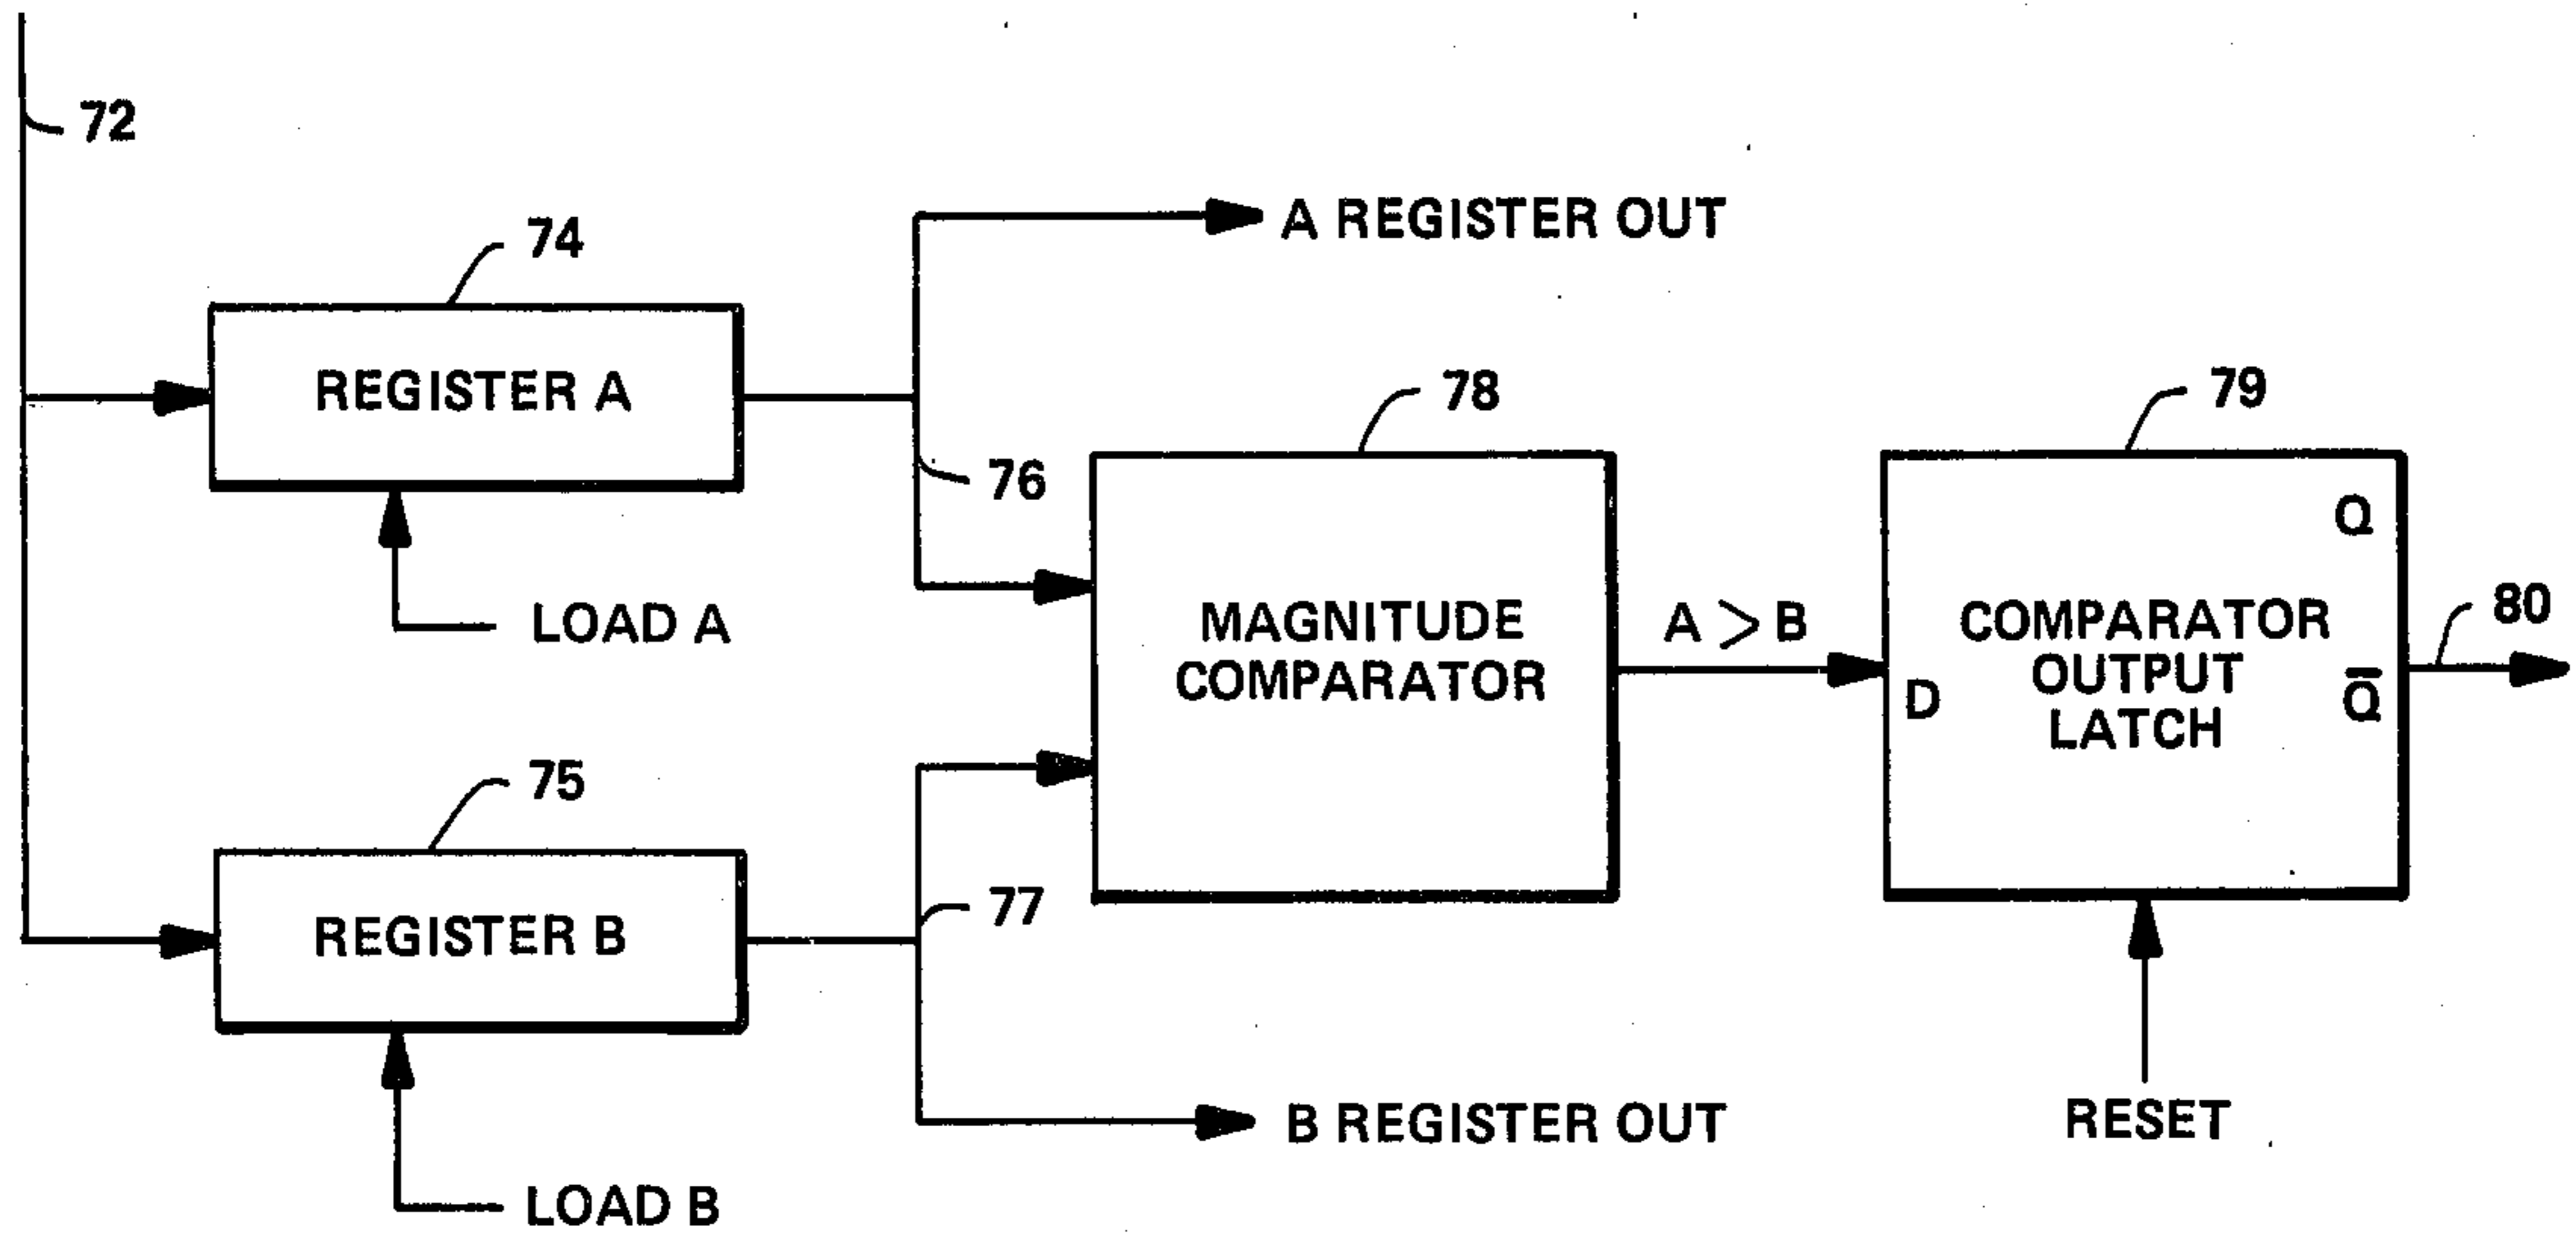 72
A REGISTER OUT
74
REGISTER A
76
LOAD A
78
MAGNITUDE
COMPARATOR
A > B
79
Q
COMPARATOR
OUTPUT
LATCH
D
Q̅
80
75
REGISTER B
77
RESET
B REGISTER OUT
LOAD B